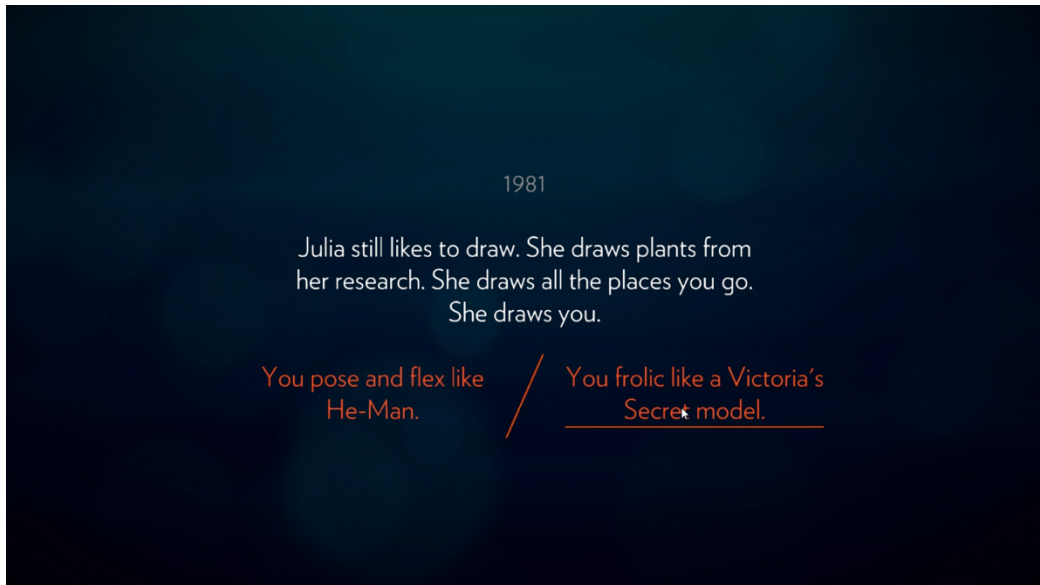 1981
Julia still likes to draw. She draws plants from
her research. She draws all the places you go.
She draws you.
You pose and flex like
He-Man.
You frolic like a Victoria's
Secret model.